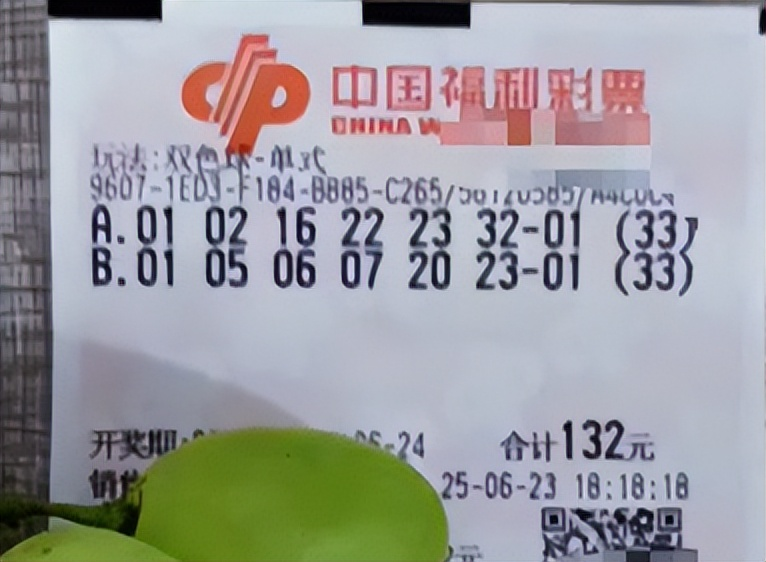 中国福利彩票
CHINA W
玩法:双色球-单式
9607-1ED3-F184-BB85-C265/
A.01 02 16 22 23 32-01 (33)
B.01 05 06 07 20 23-01 (33)
开奖期: -24 合计132元
25-06-23 18:18:18
元